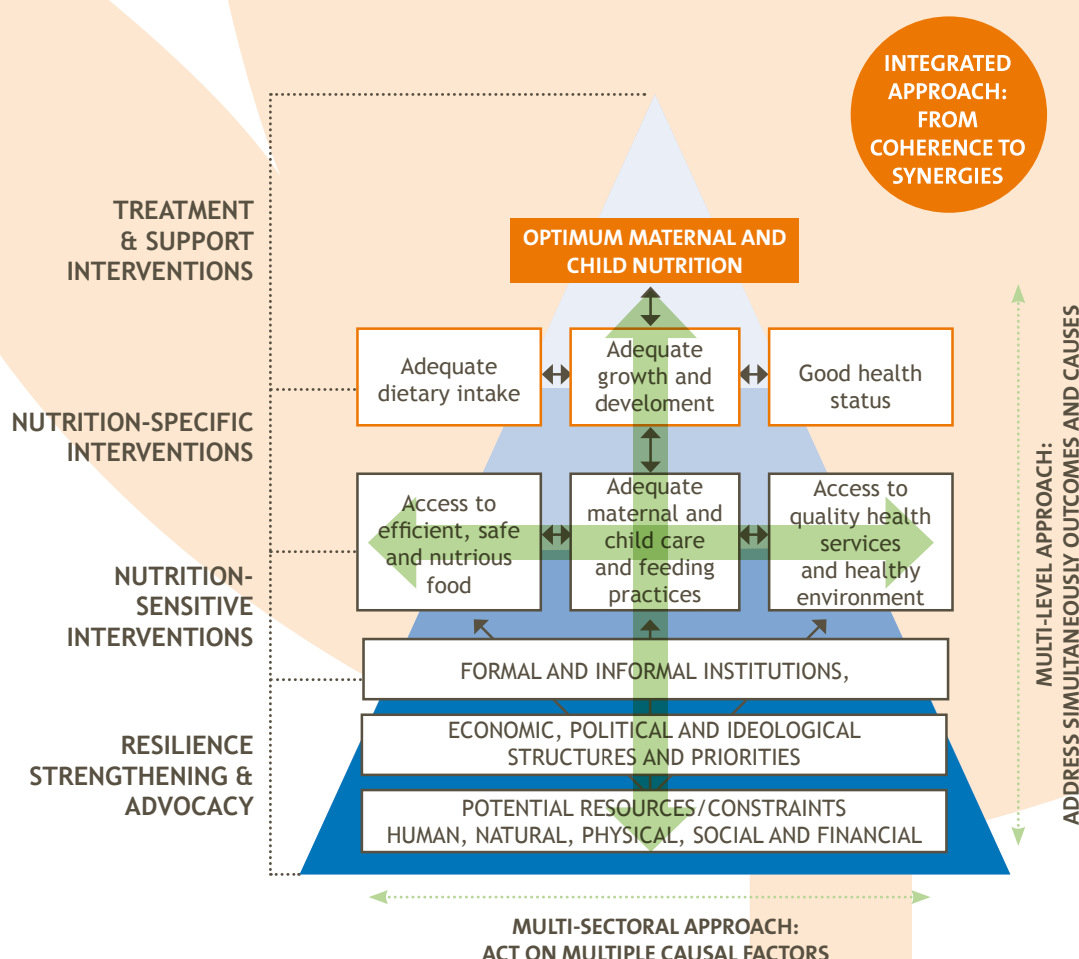 INTEGRATED
APPROACH:
FROM
COHERENCE TO
SYNERGIES
TREATMENT
& SUPPORT
INTERVENTIONS
OPTIMUM MATERNAL AND
CHILD NUTRITION
Adequate
dietary intake
Adequate
growth and
develoment
Good health
status
NUTRITION-SPECIFIC
INTERVENTIONS
Access to
efficient, safe
and nutrious
food
Adequate
maternal and
child care
and feeding
practices
Access to
quality health
services
and healthy
environment
NUTRITION-
SENSITIVE
INTERVENTIONS
FORMAL AND INFORMAL INSTITUTIONS,
ECONOMIC, POLITICAL AND IDEOLOGICAL
STRUCTURES AND PRIORITIES
RESILIENCE
STRENGTHENING &
ADVOCACY
POTENTIAL RESOURCES/CONSTRAINTS
HUMAN, NATURAL, PHYSICAL, SOCIAL AND FINANCIAL
MULTI-LEVEL APPROACH:
ADDRESS SIMULTANEOUSLY OUTCOMES AND CAUSES
MULTI-SECTORAL APPROACH:
ACT ON MULTIPLE CAUSAL FACTORS